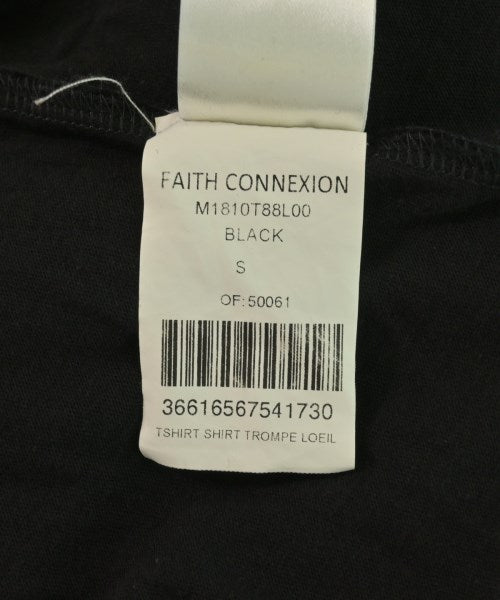 FAITH CONNEXION
M1810T88L00
BLACK
S
OF: 50061
36616567541730
TSHIRT SHIRT TROMPE LOEIL